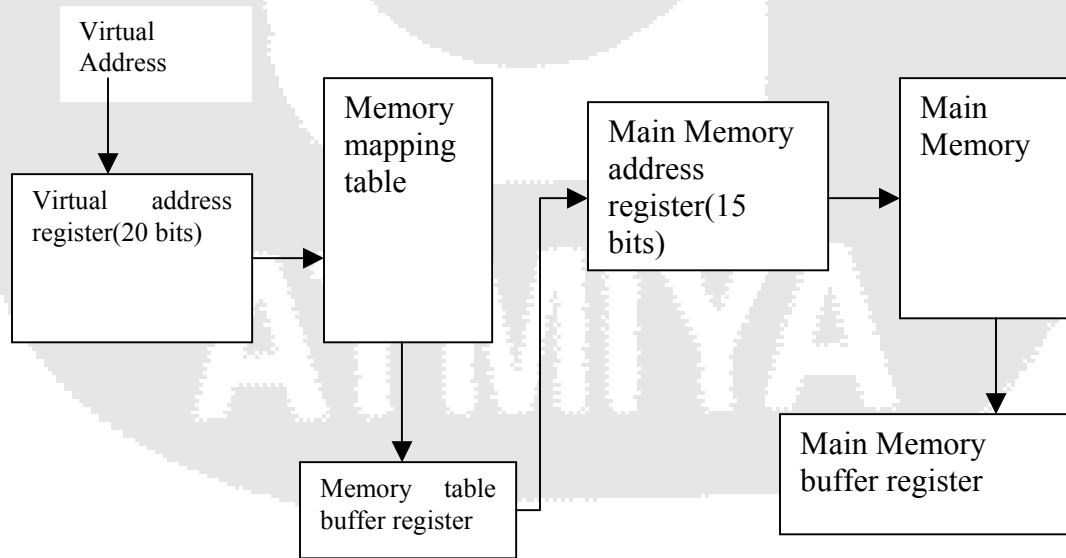 Virtual
Address
Virtual address
register(20 bits)
Memory
mapping
table
Memory table
buffer register
Main Memory
address
register(15
bits)
Main
Memory
Main Memory
buffer register
ATMIYA